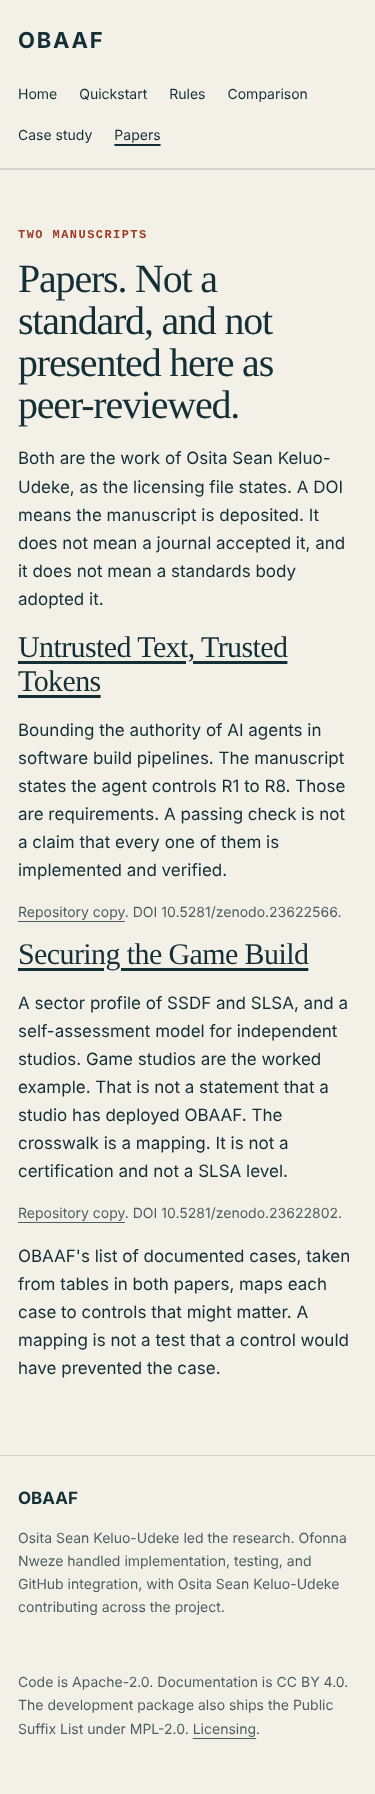 OBAAF
Home Quickstart Rules Comparison
Case study Papers
TWO MANUSCRIPTS
Papers. Not a
standard, and not
presented here as
peer-reviewed.
Both are the work of Osita Sean Keluo-
Udeke, as the licensing file states. A DOI
means the manuscript is deposited. It
does not mean a journal accepted it, and
it does not mean a standards body
adopted it.
Untrusted Text, Trusted
Tokens
Bounding the authority of AI agents in
software build pipelines. The manuscript
states the agent controls R1 to R8. Those
are requirements. A passing check is not
a claim that every one of them is
implemented and verified.
Repository copy. DOI 10.5281/zenodo.23622566.
Securing the Game Build
A sector profile of SSDF and SLSA, and a
self-assessment model for independent
studios. Game studios are the worked
example. That is not a statement that a
studio has deployed OBAAF. The
crosswalk is a mapping. It is not a
certification and not a SLSA level.
Repository copy. DOI 10.5281/zenodo.23622802.
OBAAF's list of documented cases, taken
from tables in both papers, maps each
case to controls that might matter. A
mapping is not a test that a control would
have prevented the case.
OBAAF
Osita Sean Keluo-Udeke led the research. Ofonna
Nweze handled implementation, testing, and
GitHub integration, with Osita Sean Keluo-Udeke
contributing across the project.
Code is Apache-2.0. Documentation is CC BY 4.0.
The development package also ships the Public
Suffix List under MPL-2.0. Licensing.